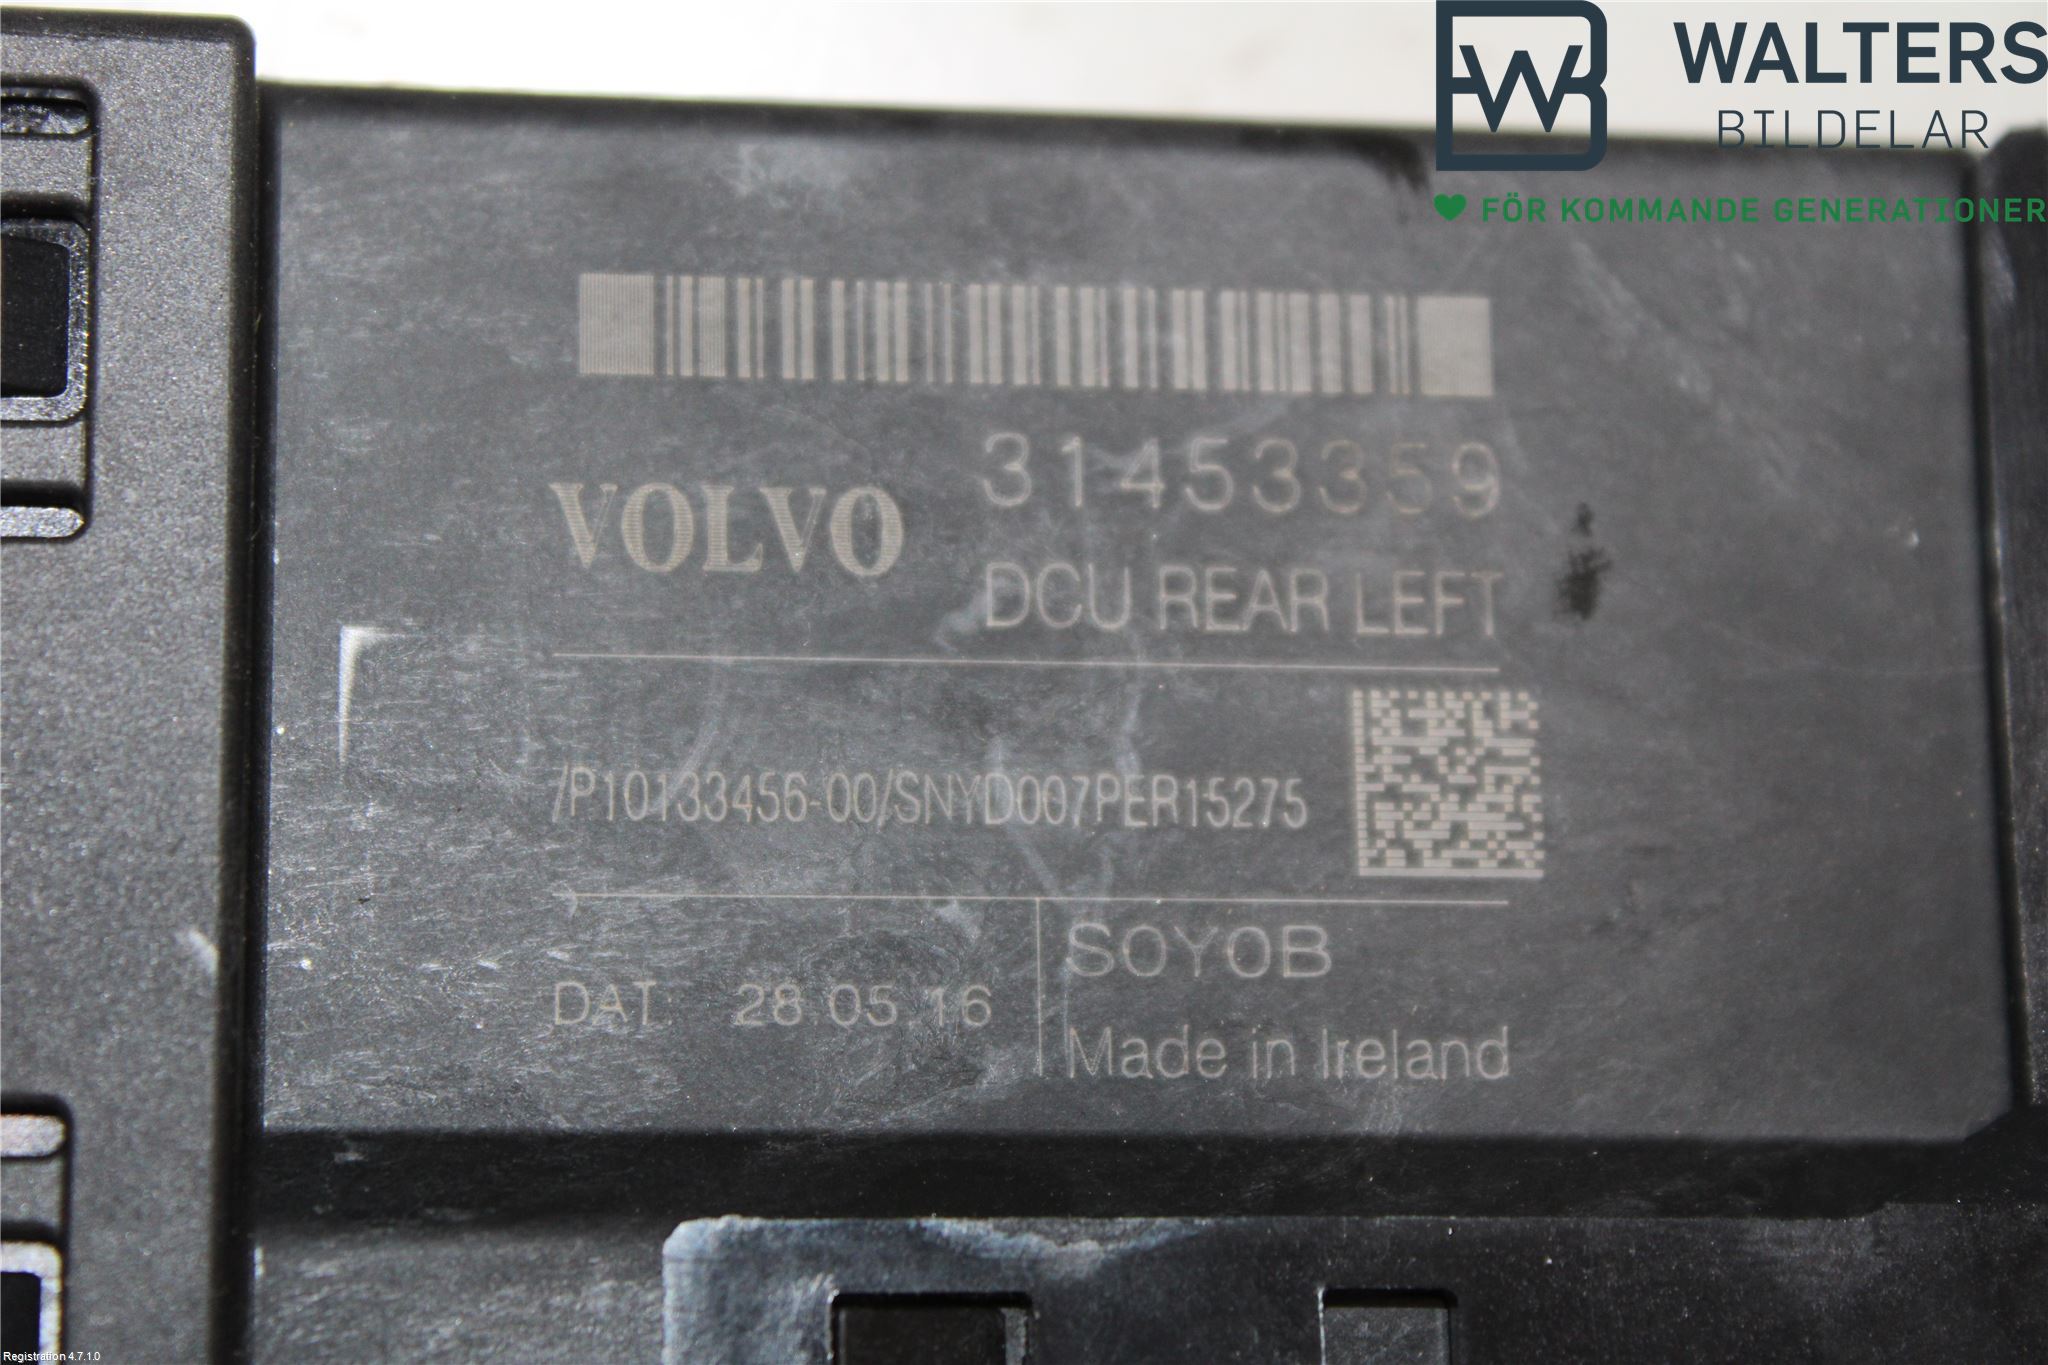 WALTERS
BILDELAR
FÖR KOMMANDE GENERATIONER
31453359
VOLVO
DCU REAR LEFT
/P10133456-00/SNYD007PER15275
DAT: 28.05.16
S0Y0B
Made in Ireland
Registration 4.7.1.0